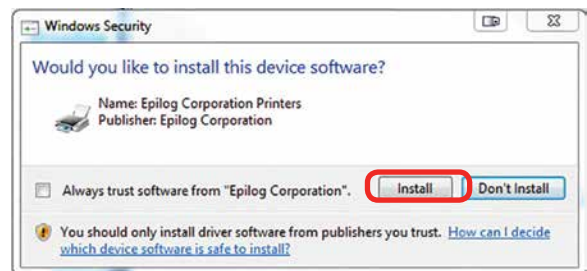 Windows Security
Would you like to install this device software?
Name: Epilog Corporation Printers
Publisher: Epilog Corporation
Always trust software from "Epilog Corporation".
Install
Don't Install
You should only install driver software from publishers you trust. How can I decide
which device software is safe to install?